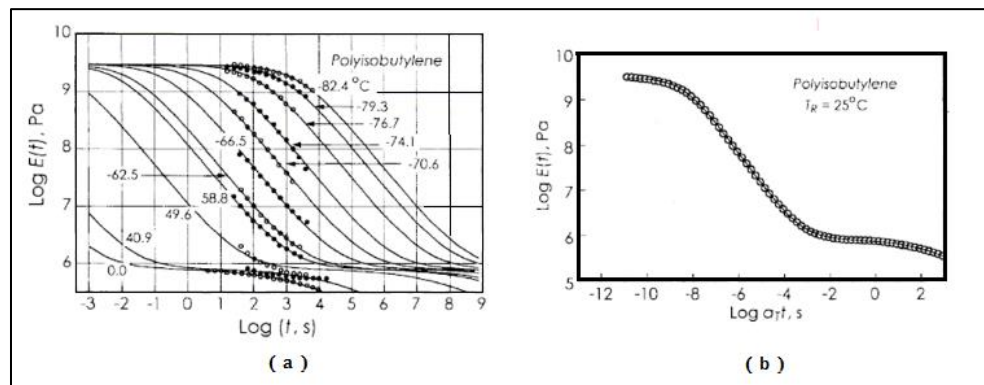 10
9
8
7
6
5
Log E(t), Pa
Polyisobutylene
-82.4 °C
-79.3
-76.7
-74.1
-70.6
-66.5
-62.5
58.8
49.6
40.9
0.0
-3 -2 -1 0 1 2 3 4 5 6 7 8 9
Log (t, s)
( a )
10
9
8
7
6
5
Log E(t), Pa
Polyisobutylene
TR = 25°C
-12 -10 -8 -6 -4 -2 0 2
Log aTt, s
( b )